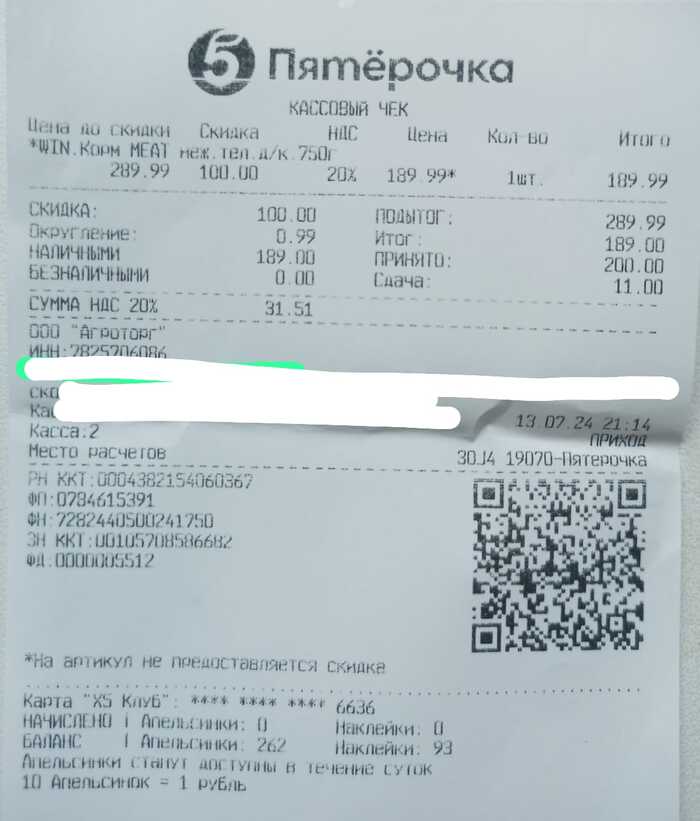 5 Пятёрочка
КАССОВЫЙ ЧЕК
Цена до скидки Скидка НДС Цена Кол-во Итого
*WIN.Корм MEAT меж.тел.д/к.750г
289.99 100.00 20% 189.99* 1шт. 189.99
СКИДКА: 100.00 ПОДЫТОГ: 289.99
Округление: 0.99 Итог: 189.00
НАЛИЧНЫМИ 189.00 ПРИНЯТО: 200.00
БЕЗНАЛИЧНЫМИ 0.00 Сдача: 11.00
СУММА НДС 20% 31.51
ООО "Агроторг"
ИНН:7825706086
13.07.24 21:14
Касса:2 ПРИХОД
Место расчетов 30J4 19070-Пятерочка
РН ККТ:0004382154060367
ФП:0784615391
ФН:7282440500241750
ЗН ККТ:00105708586682
ФД:0000005512
*На артикул не предоставляется скидка
Карта "X5 Клуб": **** **** **** 6636
НАЧИСЛЕНО | Апельсинки: 0 Наклейки: 0
БАЛАНС | Апельсинки: 262 Наклейки: 93
Апельсинки станут доступны в течение суток
10 Апельсинок = 1 рубль